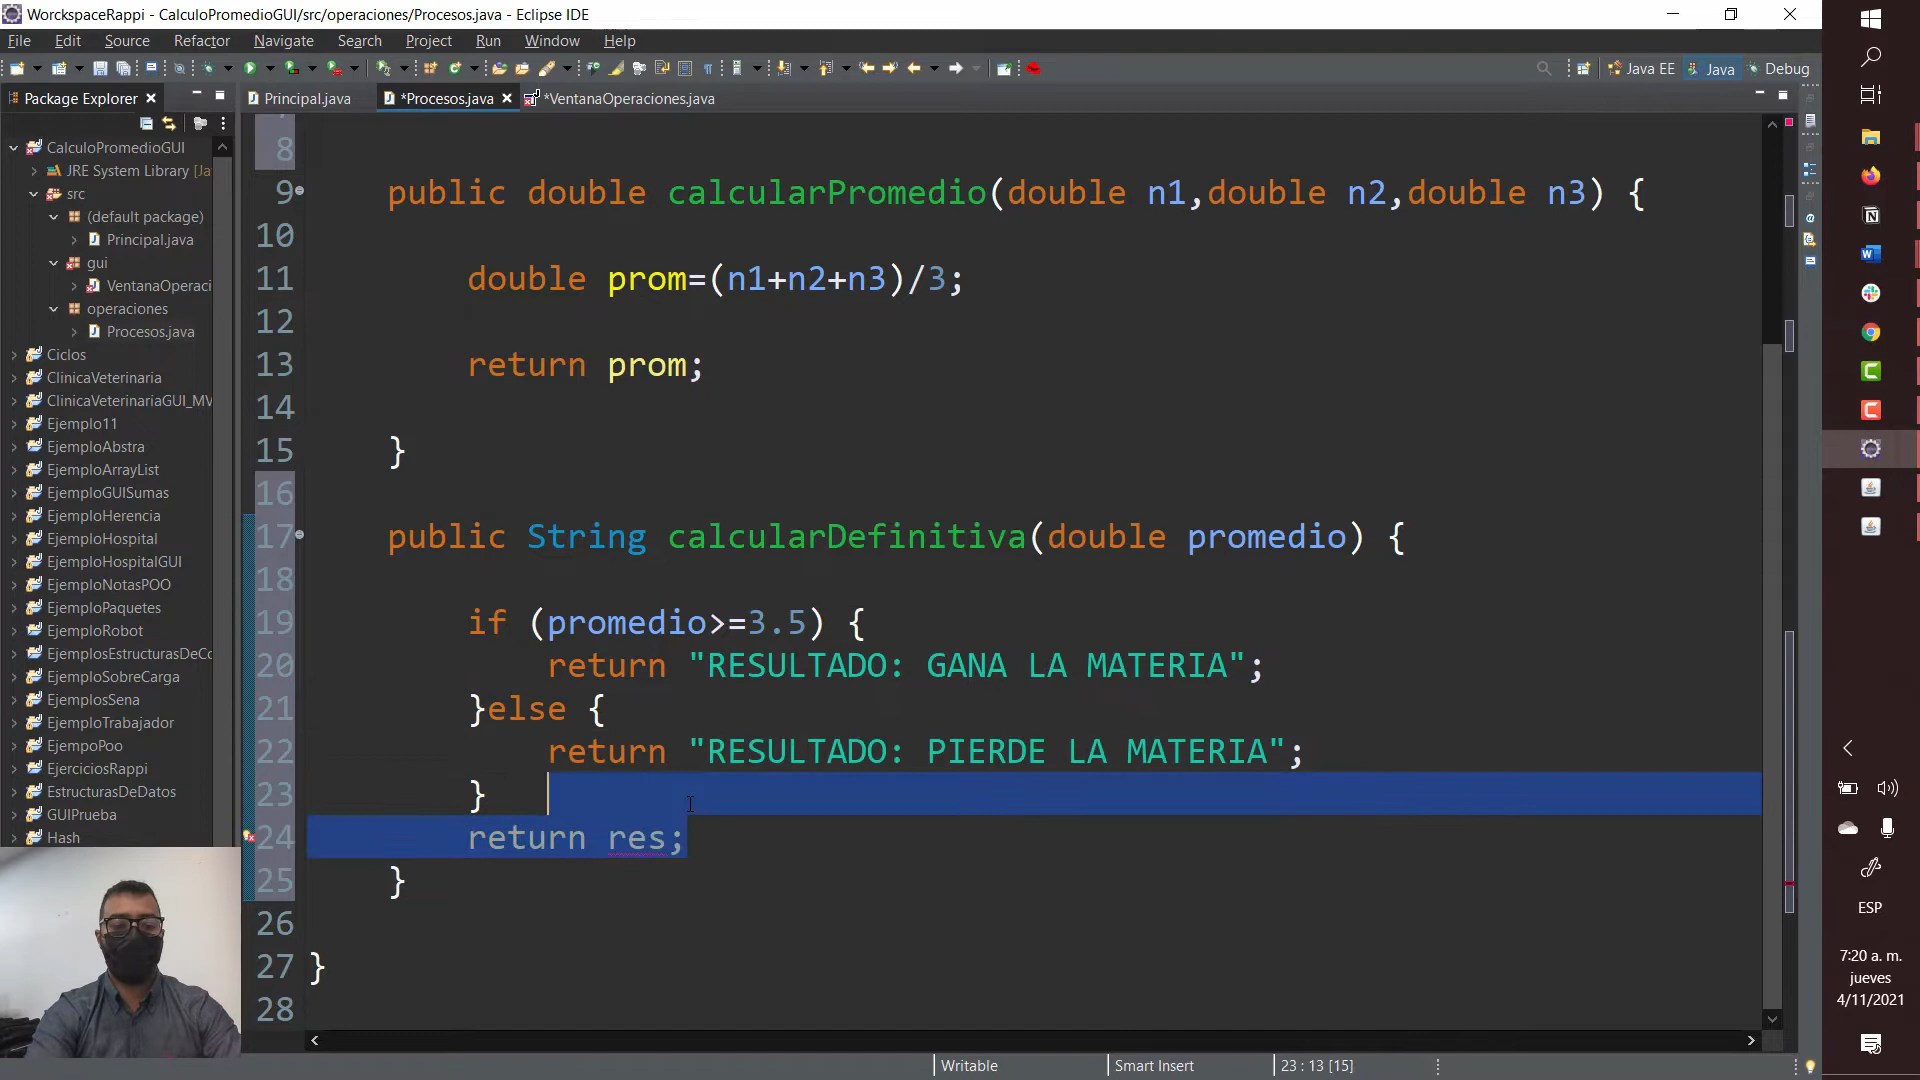 WorckspaceRappi - CalculoPromedioGUI/src/operaciones/Procesos.java - Eclipse IDE
File Edit Source Refactor Navigate Search Project Run Window Help
Java EE Java Debug
Package Explorer
Principal.java *Procesos.java *VentanaOperaciones.java
CalculoPromedioGUI
JRE System Library [Ja
src
(default package)
Principal.java
gui
VentanaOperaci
operaciones
Procesos.java
Ciclos
ClinicaVeterinaria
ClinicaVeterinariaGUI_MV
Ejemplo11
EjemploAbstra
EjemploArrayList
EjemploGUISumas
EjemploHerencia
EjemploHospital
EjemploHospitalGUI
EjemploNotasPOO
EjemploPaquetes
EjemploRobot
EjemplosEstructurasDeCo
EjemploSobreCarga
EjemplosSena
EjemploTrabajador
EjempoPoo
EjerciciosRappi
EstructurasDeDatos
GUIPrueba
Hash
8
9 public double calcularPromedio(double n1,double n2,double n3) {
10
11 double prom=(n1+n2+n3)/3;
12
13 return prom;
14
15 }
16
17 public String calcularDefinitiva(double promedio) {
18
19 if (promedio>=3.5) {
20 return "RESULTADO: GANA LA MATERIA";
21 }else {
22 return "RESULTADO: PIERDE LA MATERIA";
23 }
24 return res;
25 }
26
27 }
28
Writable Smart Insert 23 : 13 [15]
ESP
7:20 a. m.
jueves
4/11/2021